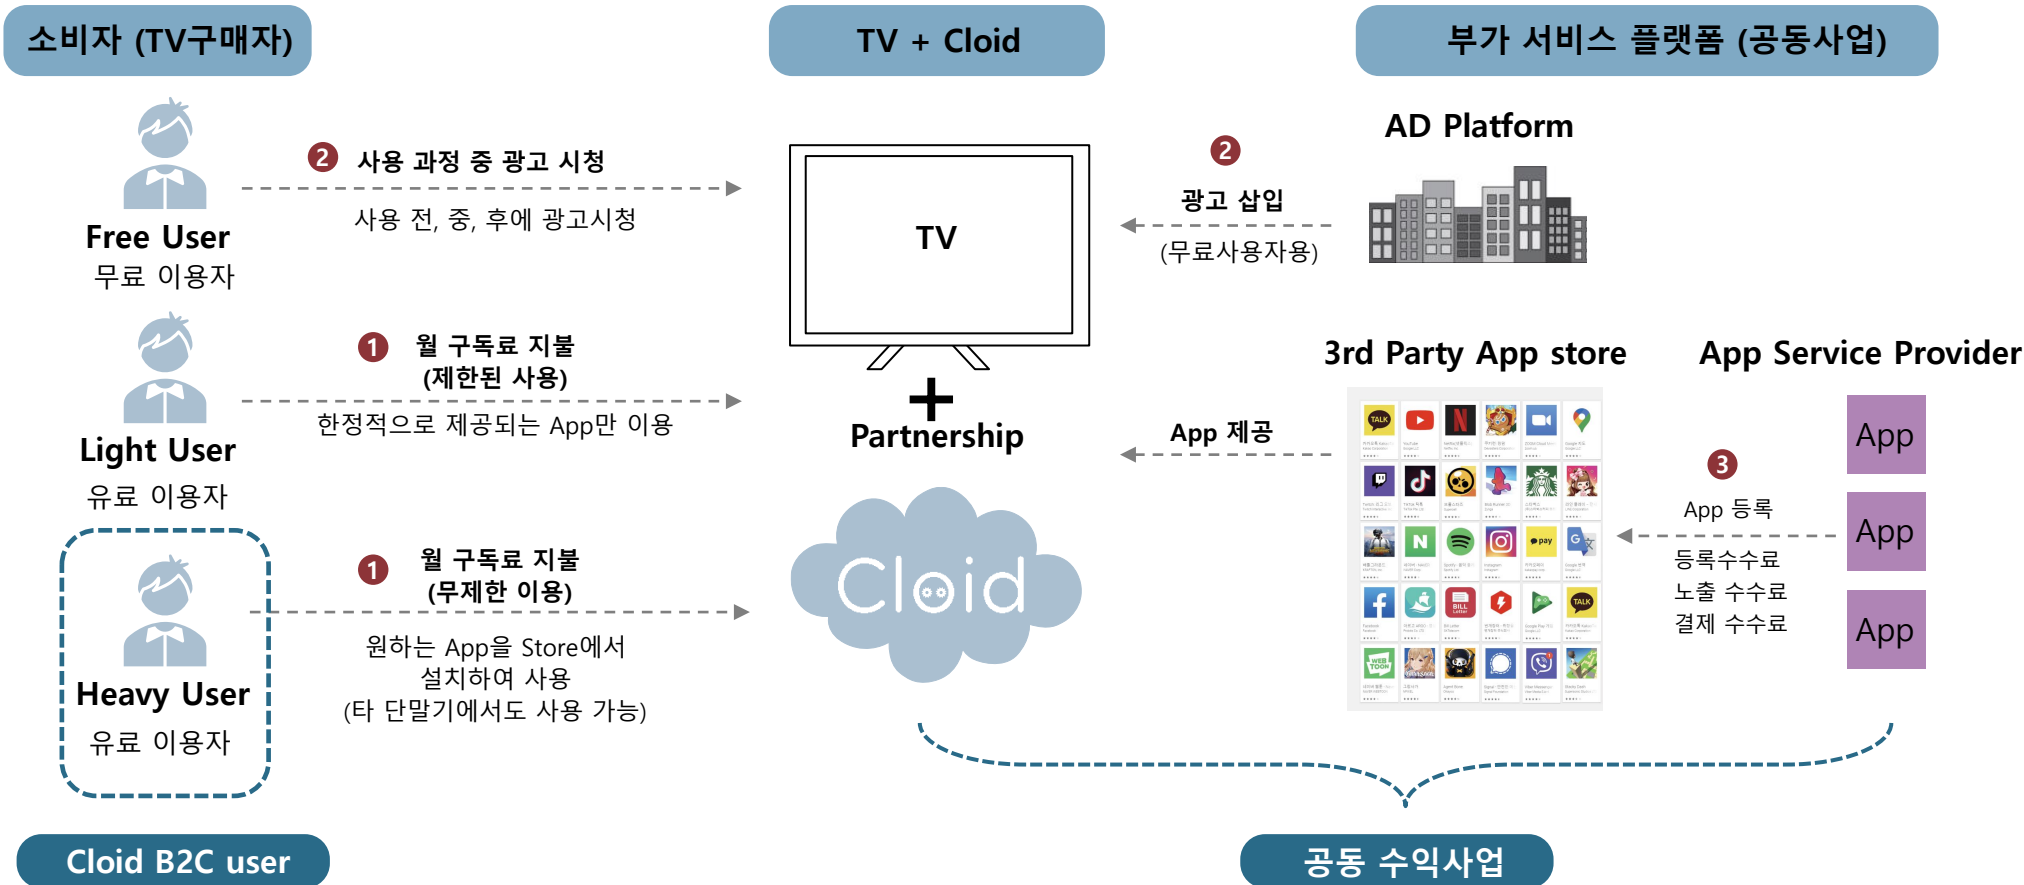 소비자 (TV구매자)
TV + Cloid
부가 서비스 플랫폼 (공동사업)
Free User
무료 이용자
2 사용 과정 중 광고 시청
사용 전, 중, 후에 광고시청
Light User
유료 이용자
1 월 구독료 지불
(제한된 사용)
한정적으로 제공되는 App만 이용
Heavy User
유료 이용자
1 월 구독료 지불
(무제한 이용)
원하는 App을 Store에서
설치하여 사용
(타 단말기에서도 사용 가능)
Cloid B2C user
TV
Partnership
Cloid
2
광고 삽입
(무료사용자용)
AD Platform
App 제공
3rd Party App store
TALK
N
pay
BILL
Letter
TALK
WEB
TOON
App Service Provider
3
App 등록
등록수수료
노출 수수료
결제 수수료
App
App
App
공동 수익사업